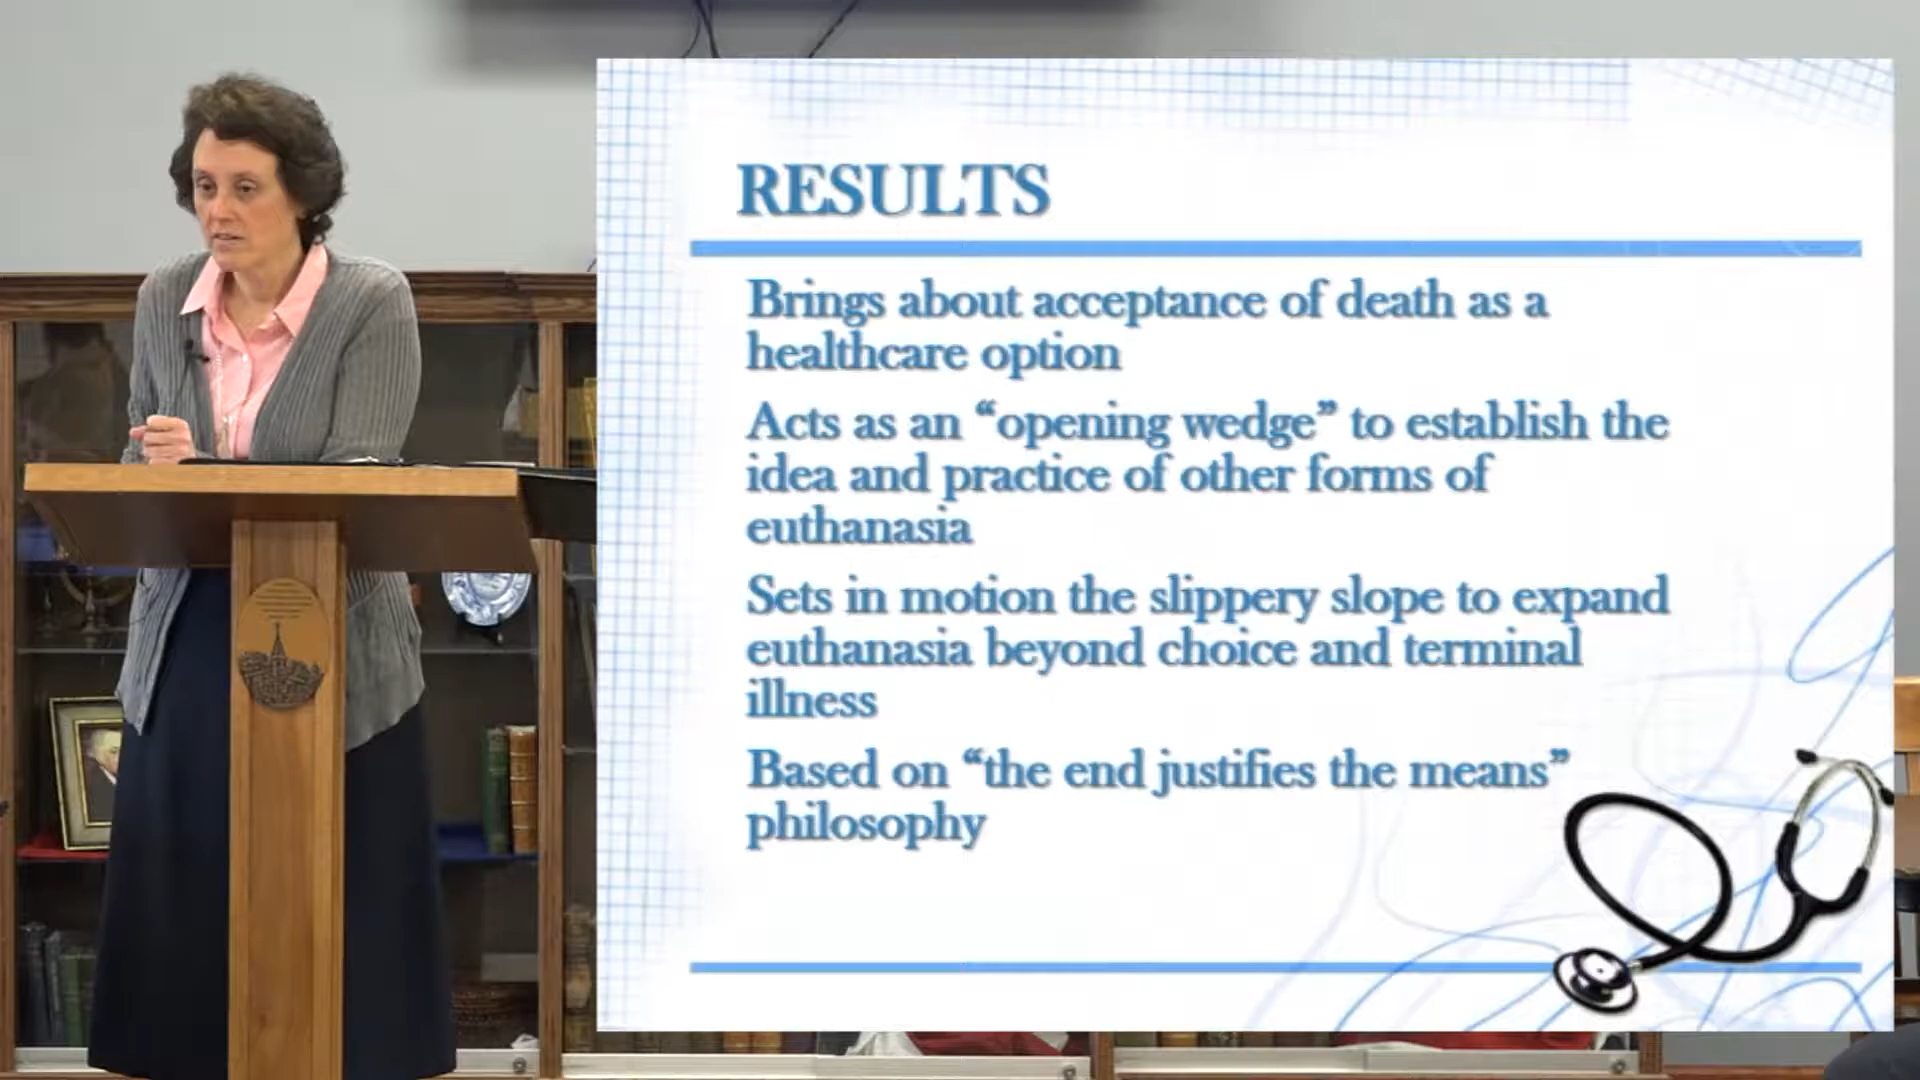 RESULTS
Brings about acceptance of death as a
healthcare option
Acts as an “opening wedge” to establish the
idea and practice of other forms of
euthanasia
Sets in motion the slippery slope to expand
euthanasia beyond choice and terminal
illness
Based on “the end justifies the means”
philosophy